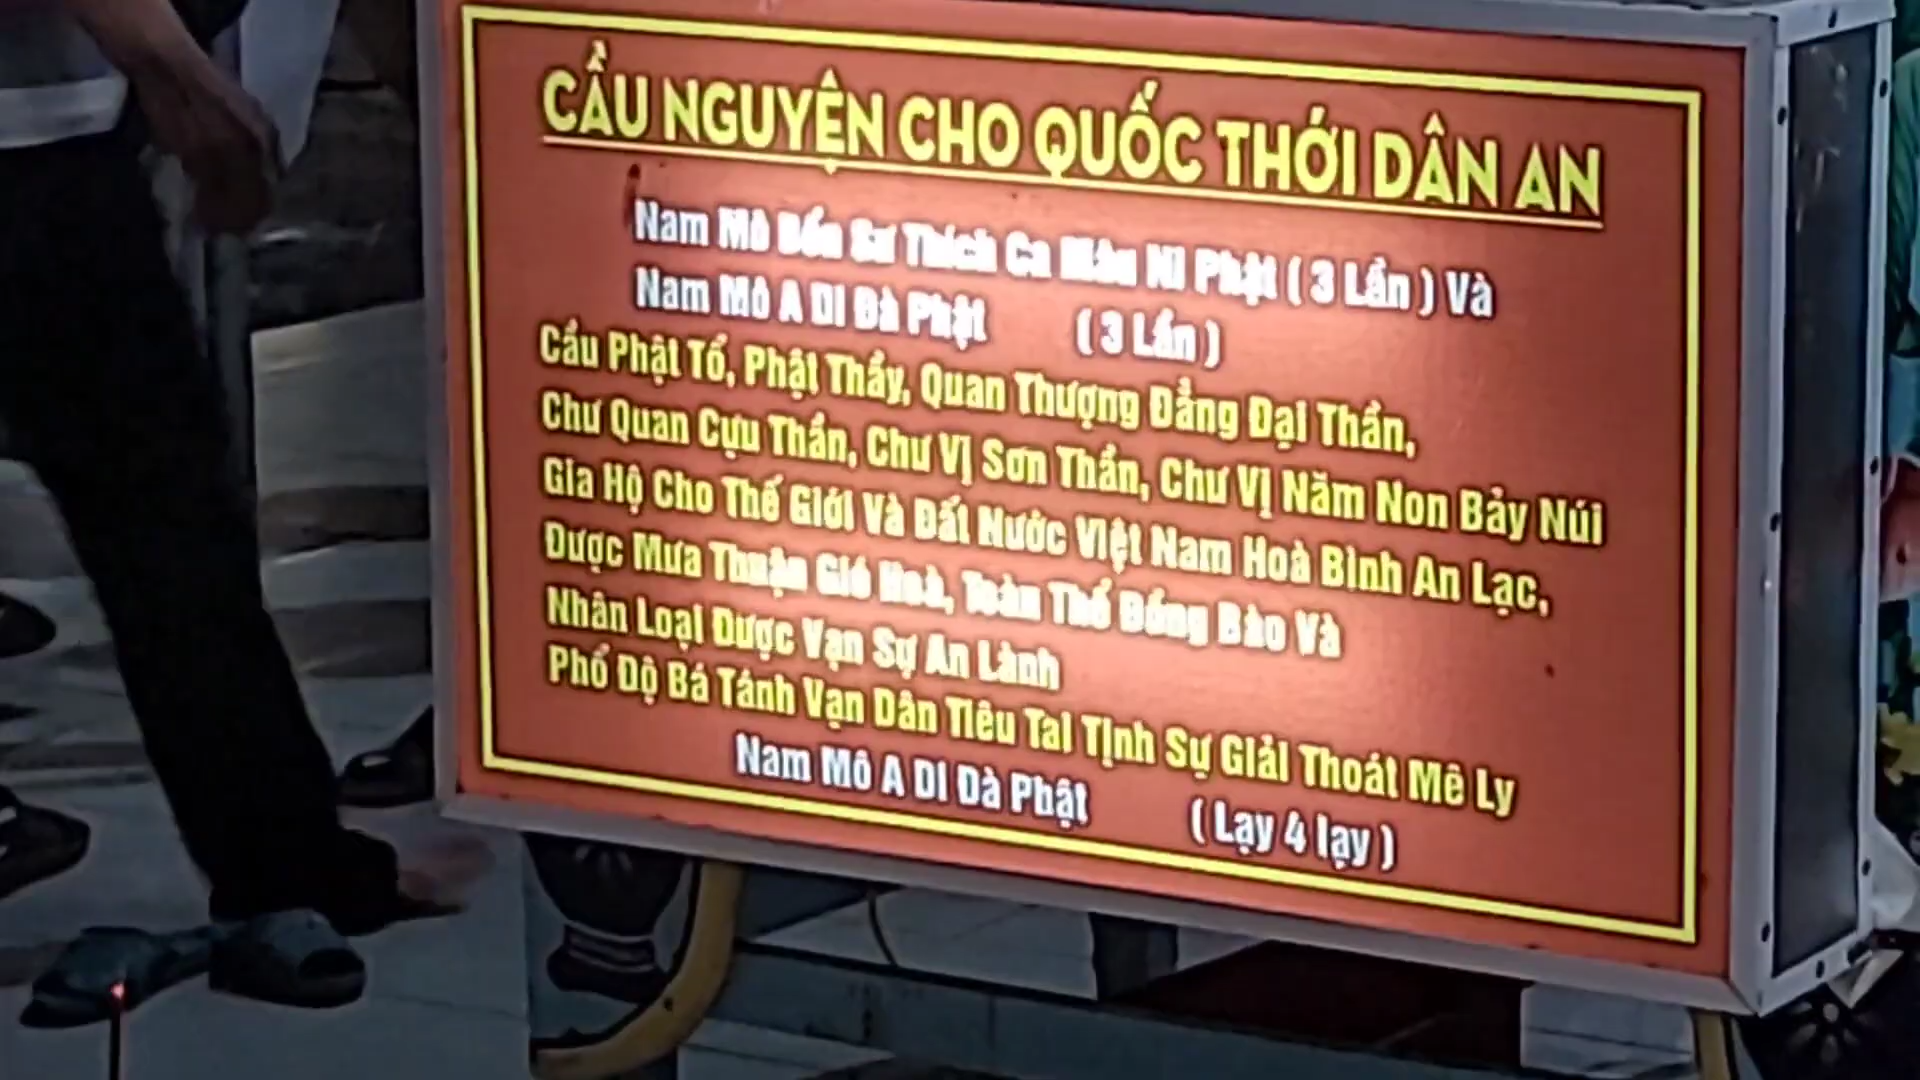 CẦU NGUYỆN CHO QUỐC THỚI DÂN AN
Nam Mô Bổn Sư Thích Ca Mâu Ni Phật ( 3 Lần ) Và
Nam Mô A Di Đà Phật ( 3 Lần )
Cầu Phật Tổ, Phật Thầy, Quan Thượng Đẳng Đại Thần,
Chư Quan Cựu Thần, Chư Vị Sơn Thần, Chư Vị Năm Non Bảy Núi
Gia Hộ Cho Thế Giới Và Đất Nước Việt Nam Hoà Bình An Lạc,
Được Mưa Thuận Gió Hoà, Toàn Thể Đồng Bào Và
Nhân Loại Được Vạn Sự An Lành
Phổ Độ Bá Tánh Vạn Dân Tiêu Tai Tịnh Sự Giải Thoát Mê Ly
Nam Mô A Di Đà Phật ( Lạy 4 lạy )